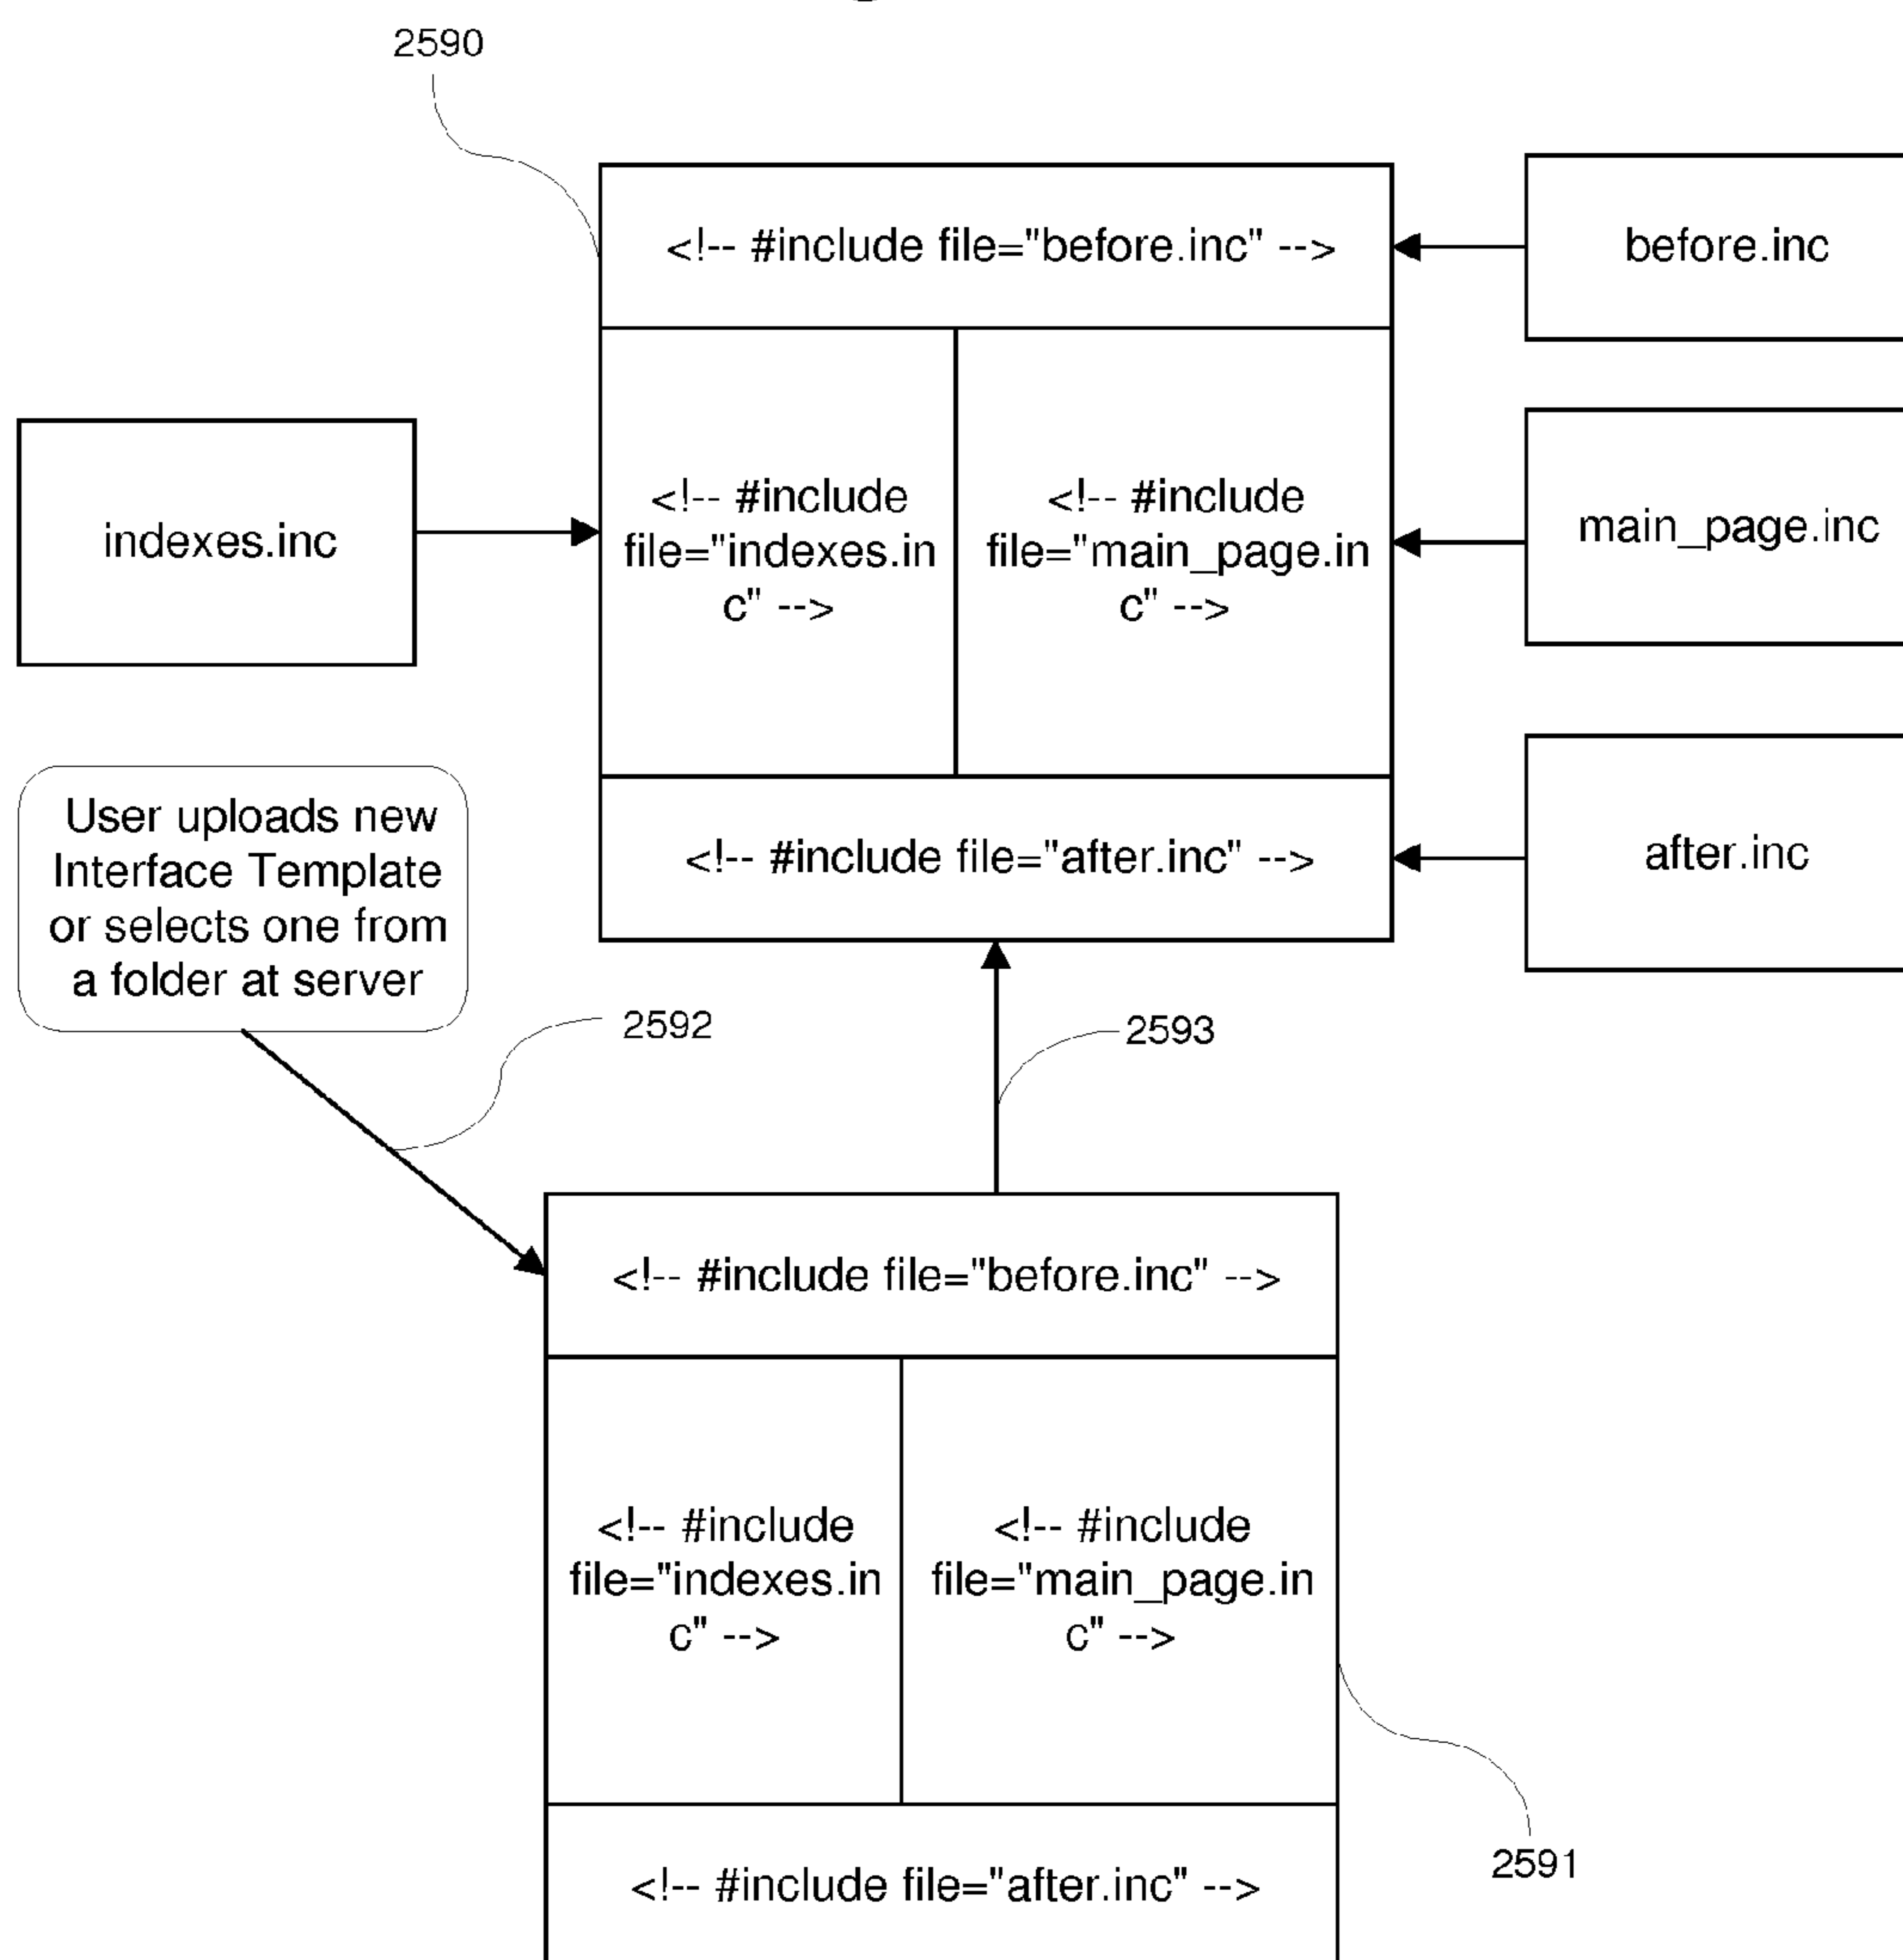 2590
<!-- #include file="before.inc" -->
before.inc
indexes.inc
<!-- #include
file="indexes.in
c" -->
<!-- #include
file="main_page.in
c" -->
main_page.inc
<!-- #include file="after.inc" -->
after.inc
User uploads new
Interface Template
or selects one from
a folder at server
2592
2593
<!-- #include file="before.inc" -->
<!-- #include
file="indexes.in
c" -->
<!-- #include
file="main_page.in
c" -->
2591
<!-- #include file="after.inc" -->